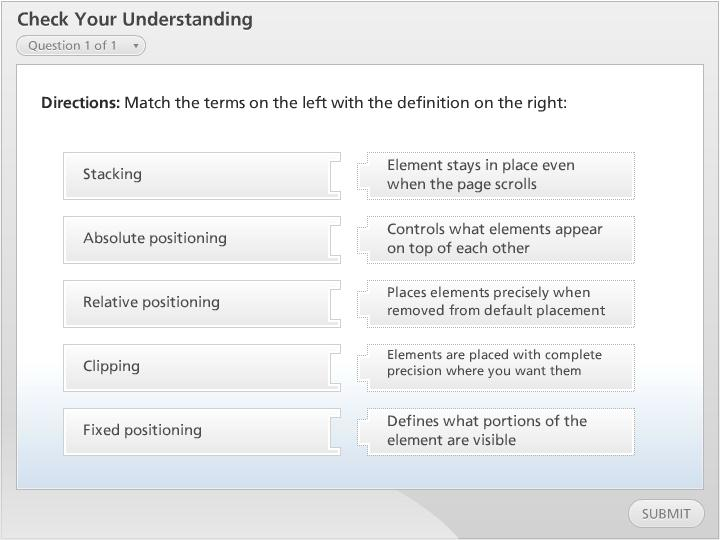 Check Your Understanding
Question 1 of 1
Directions: Match the terms on the left with the definition on the right:
Stacking
Element stays in place even
when the page scrolls
Absolute positioning
Controls what elements appear
on top of each other
Relative positioning
Places elements precisely when
removed from default placement
Clipping
Elements are placed with complete
precision where you want them
Fixed positioning
Defines what portions of the
element are visible
SUBMIT